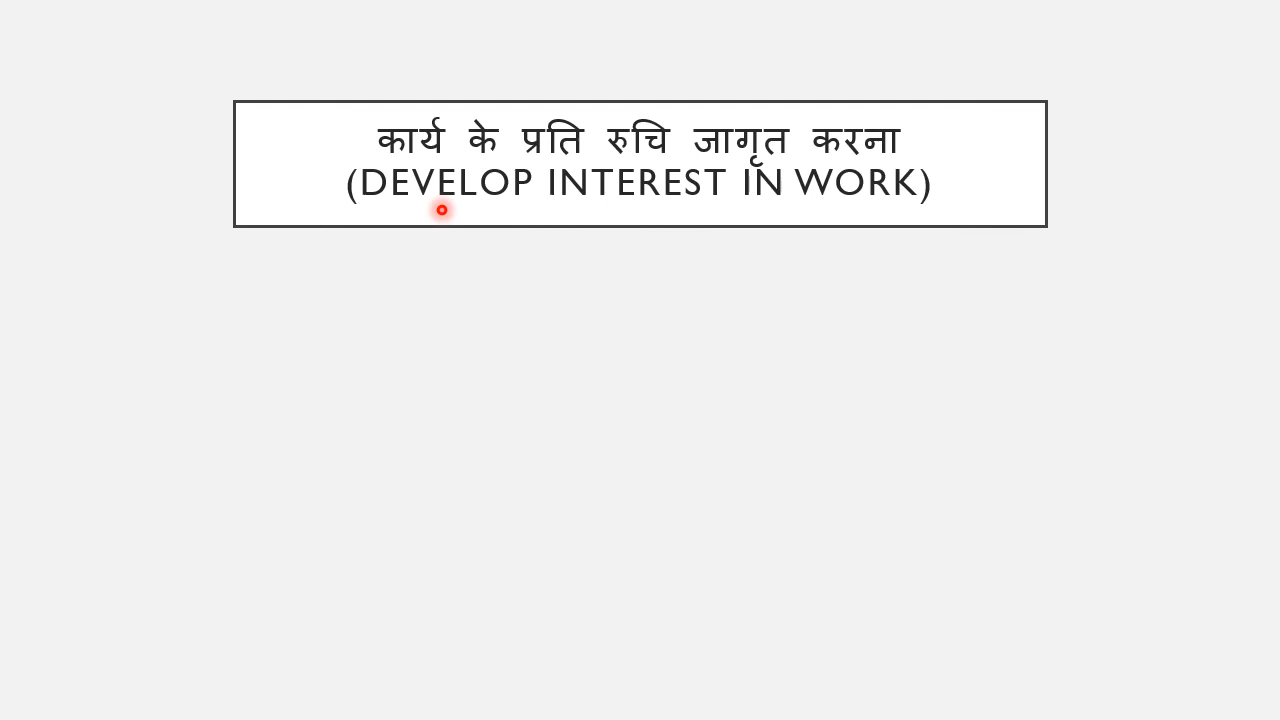 कार्य के प्रति रुचि जागृत करना
(DEVELOP INTEREST IN WORK)